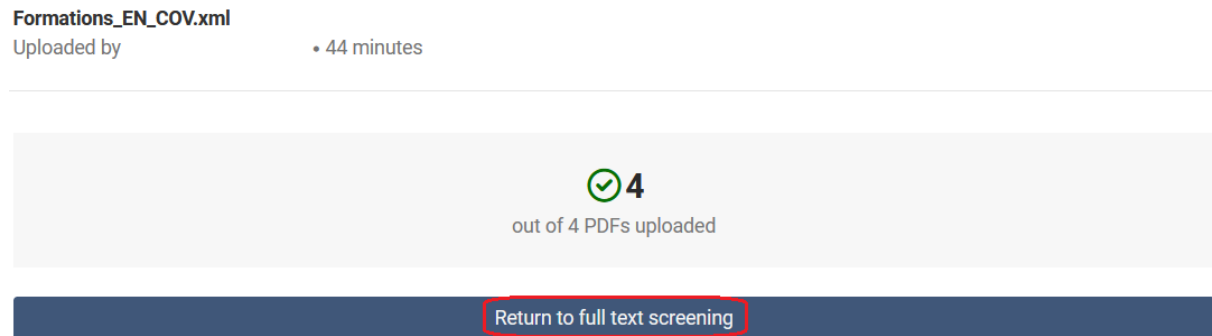 Formations_EN_COV.xml
Uploaded by • 44 minutes
4
out of 4 PDFs uploaded
Return to full text screening